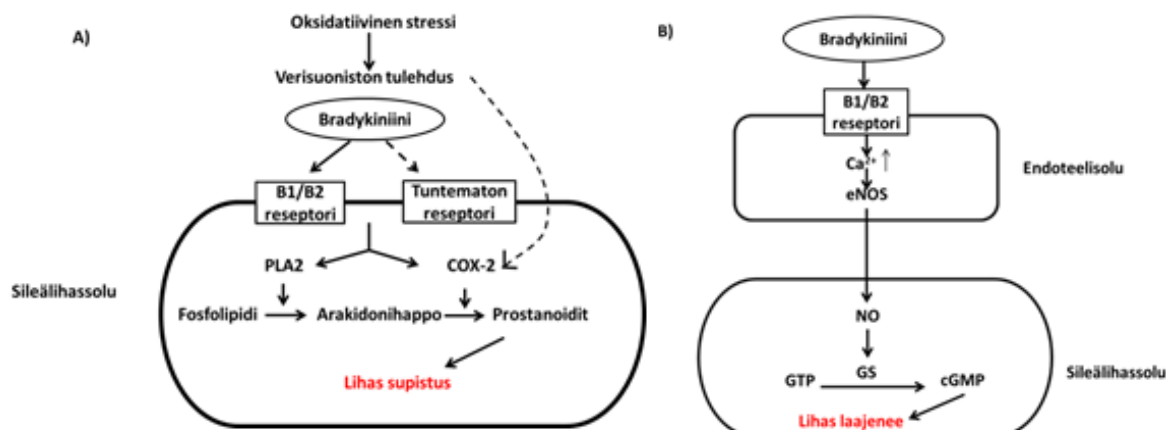 A)
Oksidatiivinen stressi
Verisuoniston tulehdus
Bradykiniini
B1/B2
reseptori
Tuntematon
reseptori
PLA2
COX-2
Sileälihassolu
Fosfolipidi
Arakidonihappo
Prostanoidit
Lihas supistus
B)
Bradykiniini
B1/B2
reseptori
Ca²⁺
eNOS
Endoteelisolu
NO
GS
GTP
cGMP
Sileälihassolu
Lihas laajenee